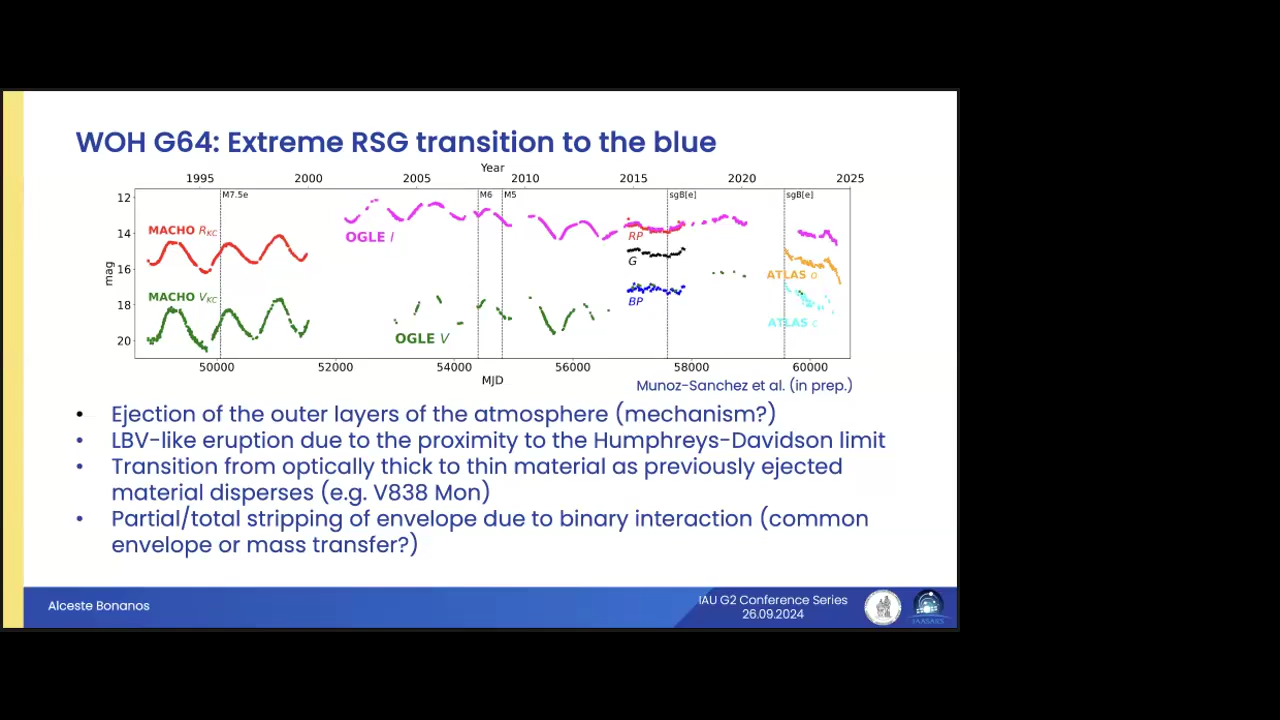 WOH G64: Extreme RSG transition to the blue
Year
1995 2000 2005 2010 2015 2020 2025
12
14
16
18
20
mag
M7.5e
M6
M5
sgB[e]
sgB[e]
MACHO RKC
OGLE I
RP
G
BP
ATLAS o
MACHO VKC
OGLE V
ATLAS c
50000 52000 54000 56000 58000 60000
MJD
Munoz-Sanchez et al. (in prep.)
• Ejection of the outer layers of the atmosphere (mechanism?)
• LBV-like eruption due to the proximity to the Humphreys-Davidson limit
• Transition from optically thick to thin material as previously ejected
material disperses (e.g. V838 Mon)
• Partial/total stripping of envelope due to binary interaction (common
envelope or mass transfer?)
Alceste Bonanos
IAU G2 Conference Series
26.09.2024
IAASARS